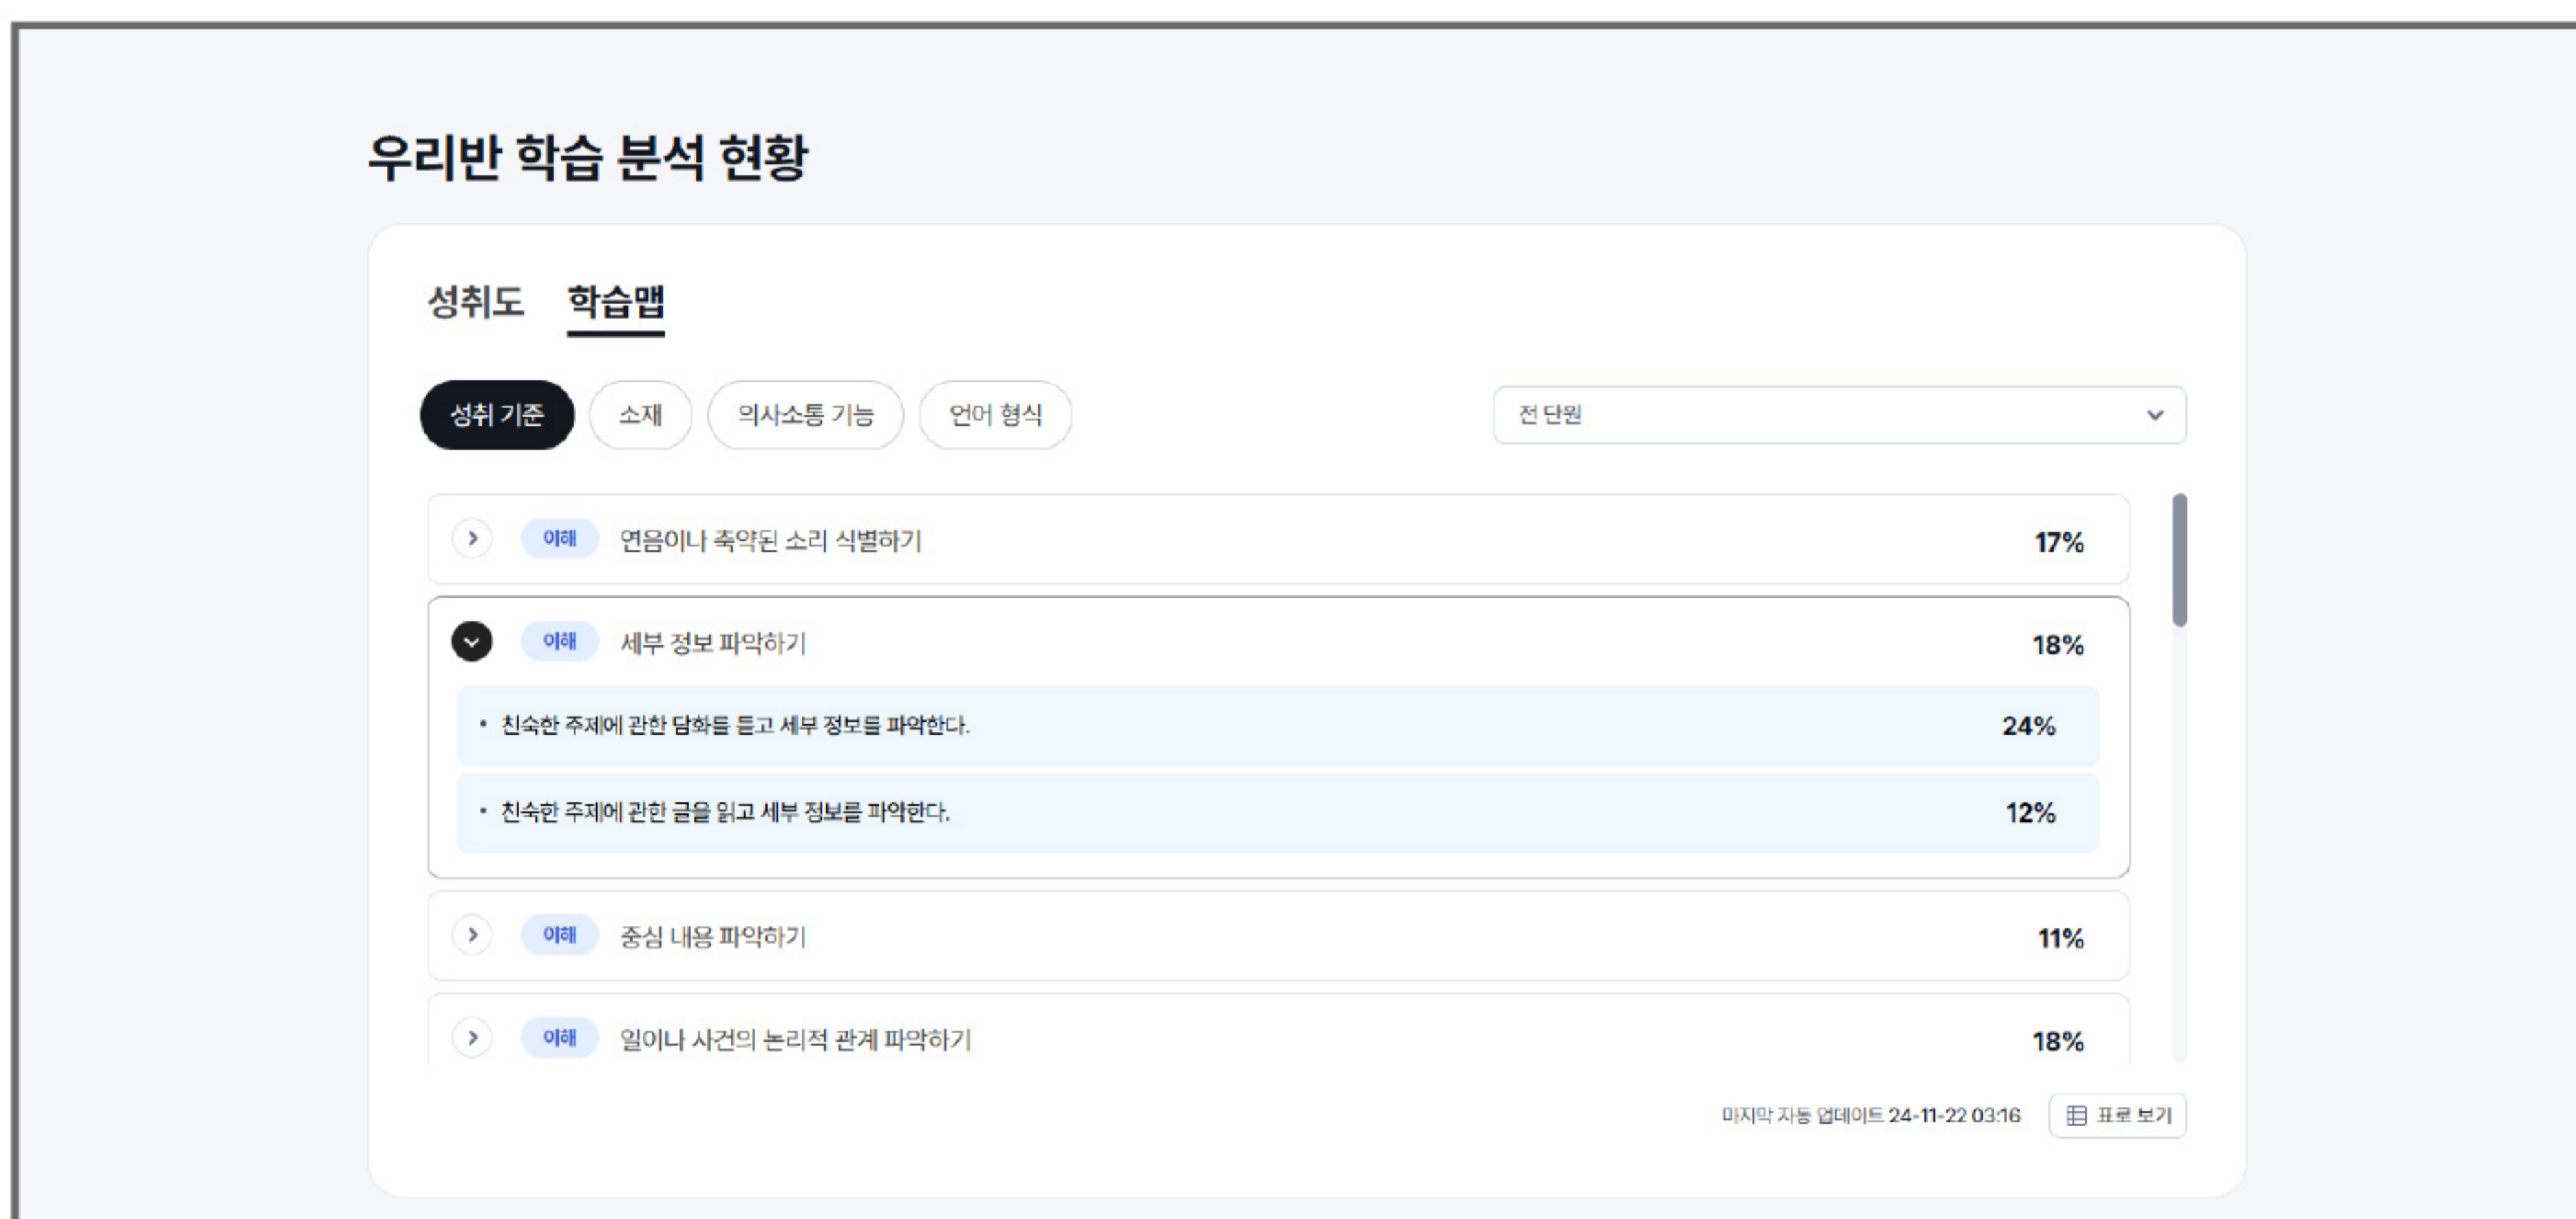 우리반 학습 분석 현황
성취도 학습맵
성취 기준 소재 의사소통 기능 언어 형식 전 단원
이해 연음이나 축약된 소리 식별하기 17%
이해 세부 정보 파악하기 18%
• 친숙한 주제에 관한 담화를 듣고 세부 정보를 파악한다. 24%
• 친숙한 주제에 관한 글을 읽고 세부 정보를 파악한다. 12%
이해 중심 내용 파악하기 11%
이해 일이나 사건의 논리적 관계 파악하기 18%
마지막 자동 업데이트 24-11-22 03:16 표로 보기